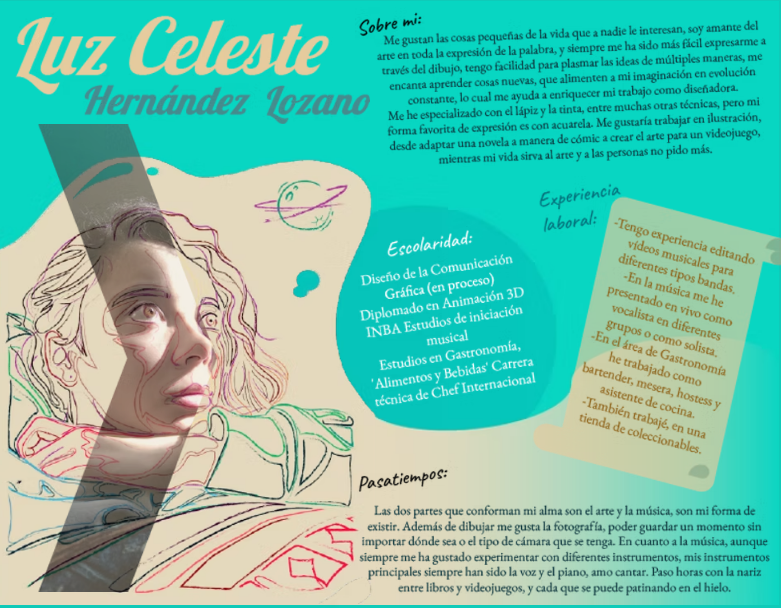 Luz Celeste
Hernández Lozano
Sobre mi:
Me gustan las cosas pequeñas de la vida que a nadie le interesan, soy amante del
arte en toda la expresión de la palabra, y siempre me ha sido más fácil expresarme a
través del dibujo, tengo facilidad para plasmar las ideas de múltiples maneras, me
encanta aprender cosas nuevas, que alimenten a mi imaginación en evolución
constante, lo cual me ayuda a enriquecer mi trabajo como diseñadora.
Me he especializado con el lápiz y la tinta, entre muchas otras técnicas, pero mi
forma favorita de expresión es con acuarela. Me gustaría trabajar en ilustración,
desde adaptar una novela a manera de cómic a crear el arte para un videojuego,
mientras mi vida sirva al arte y a las personas no pido más.
Escolaridad:
Diseño de la Comunicación
Gráfica (en proceso)
Diplomado en Animación 3D
INBA Estudios de iniciación
musical
Estudios en Gastronomía,
'Alimentos y Bebidas' Carrera
técnica de Chef Internacional
Experiencia
laboral:
-Tengo experiencia editando
vídeos musicales para
diferentes tipos bandas.
-En la música me he
presentado en vivo como
vocalista en diferentes
grupos o como solista.
-En el área de Gastronomía
he trabajado como
bartender, mesera, hostess y
asistente de cocina.
-También trabajé, en una
tienda de coleccionables.
Pasatiempos:
Las dos partes que conforman mi alma son el arte y la música, son mi forma de
existir. Además de dibujar me gusta la fotografía, poder guardar un momento sin
importar dónde sea o el tipo de cámara que se tenga. En cuanto a la música, aunque
siempre me ha gustado experimentar con diferentes instrumentos, mis instrumentos
principales siempre han sido la voz y el piano, amo cantar. Paso horas con la nariz
entre libros y videojuegos, y cada que se puede patinando en el hielo.